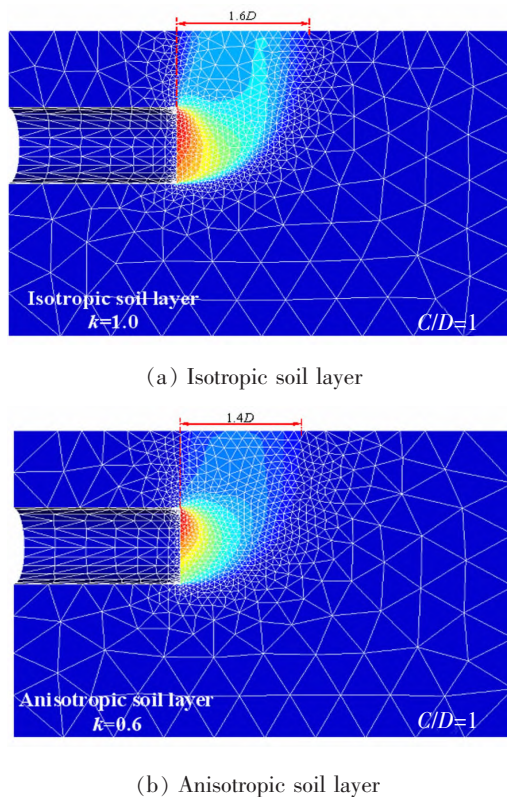 1.6D
Isotropic soil layer
k=1.0
C/D=1
(a) Isotropic soil layer
1.4D
Anisotropic soil layer
k=0.6
C/D=1
(b) Anisotropic soil layer